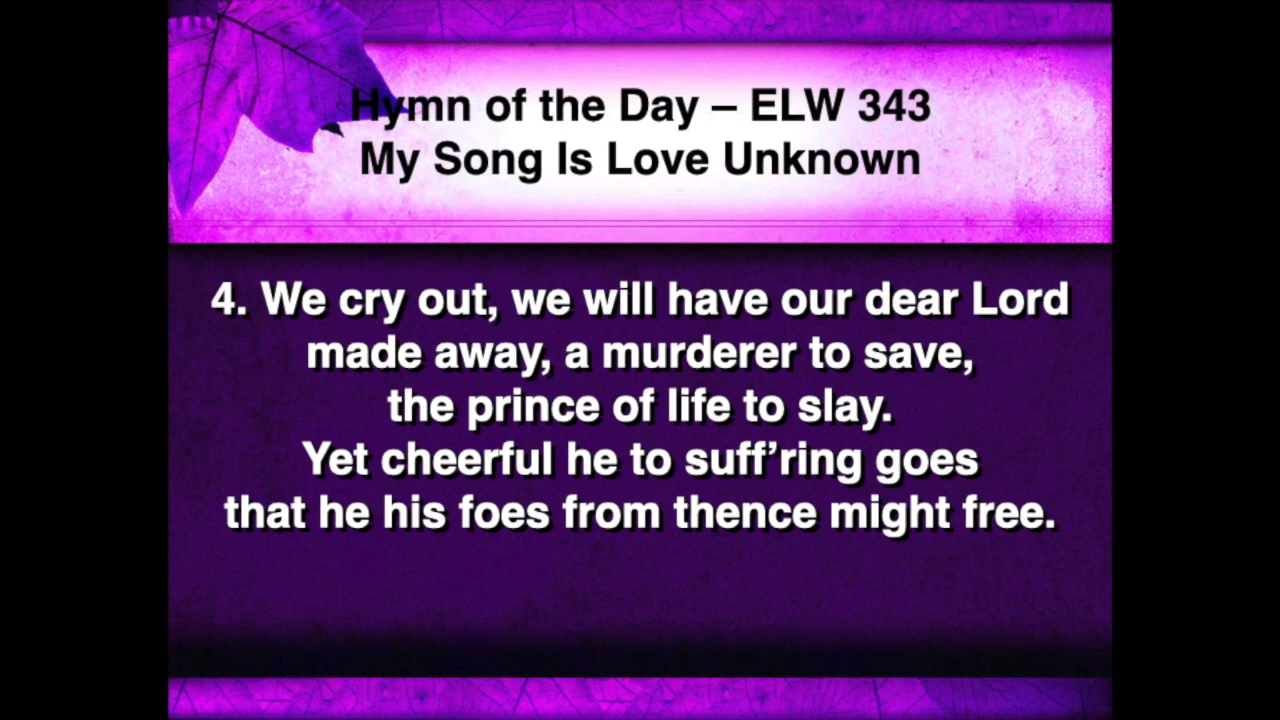 Hymn of the Day – ELW 343
My Song Is Love Unknown
4. We cry out, we will have our dear Lord
made away, a murderer to save,
the prince of life to slay.
Yet cheerful he to suff’ring goes
that he his foes from thence might free.